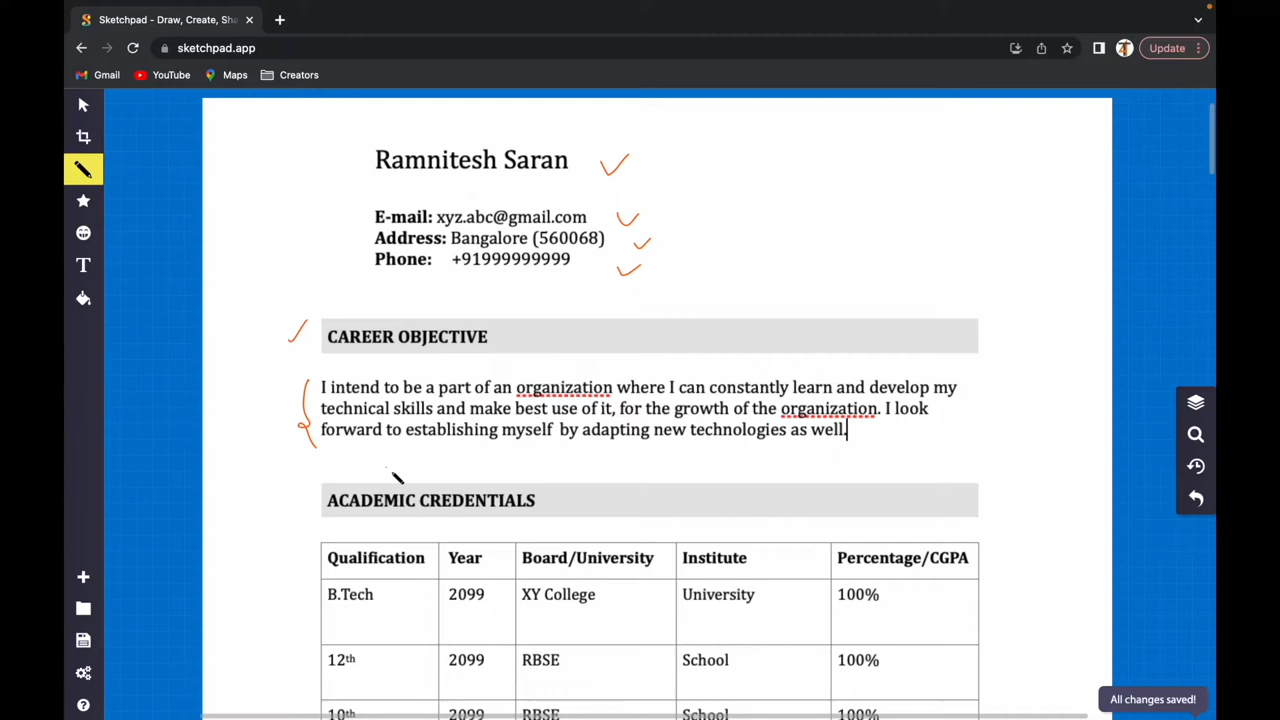 Sketchpad - Draw, Create, Sha
sketchpad.app
Update
Gmail
YouTube
Maps
Creators
Ramnitesh Saran
E-mail: xyz.abc@gmail.com
Address: Bangalore (560068)
Phone: +91999999999
CAREER OBJECTIVE
I intend to be a part of an organization where I can constantly learn and develop my
technical skills and make best use of it, for the growth of the organization. I look
forward to establishing myself by adapting new technologies as well.
ACADEMIC CREDENTIALS
Qualification Year Board/University Institute Percentage/CGPA
B.Tech 2099 XY College University 100%
12th 2099 RBSE School 100%
10th 2099 RBSE School 100%
All changes saved!